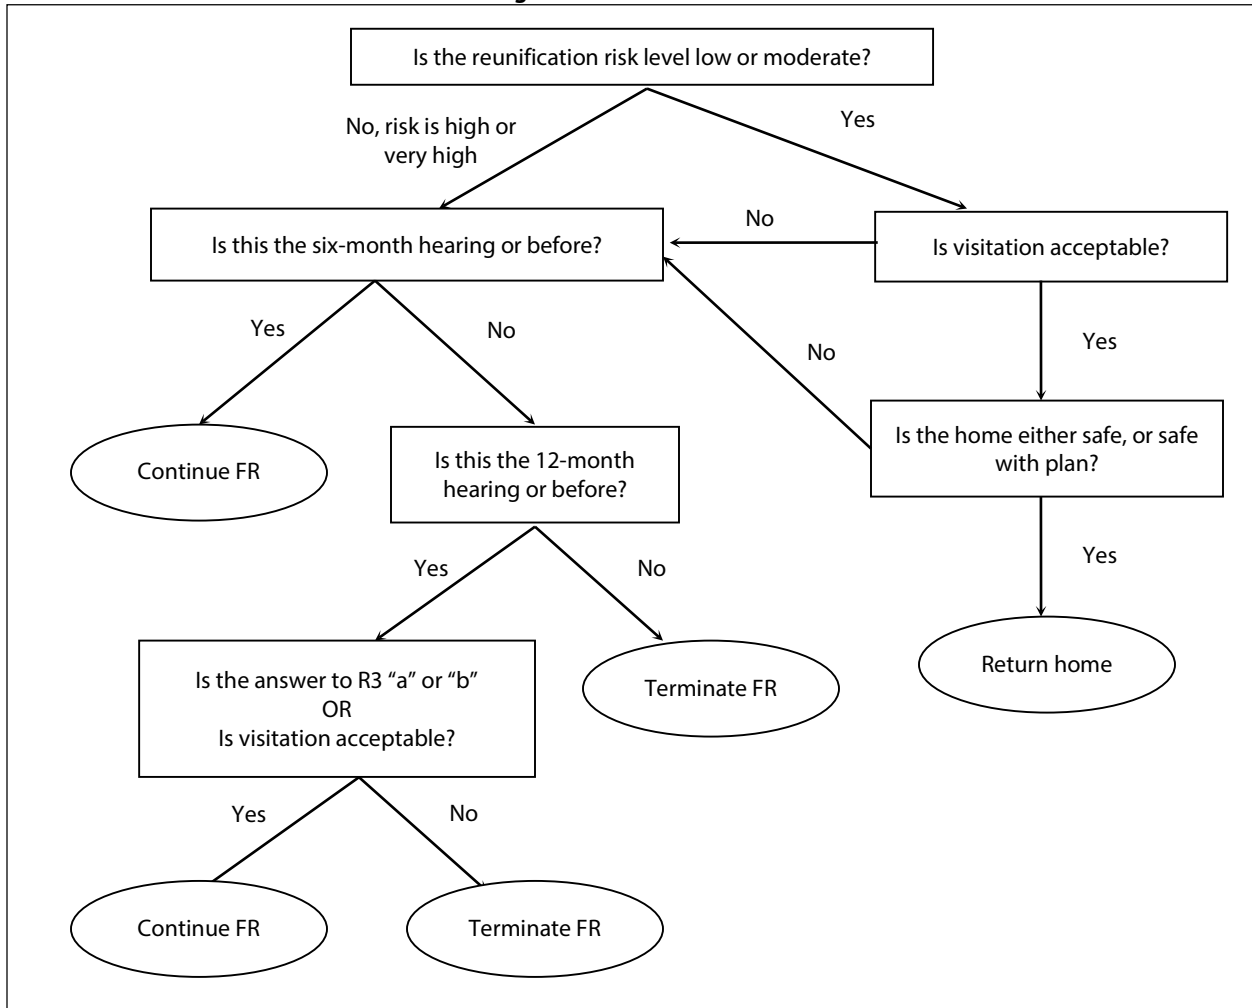 Is the reunification risk level low or moderate?
No, risk is high or
very high
Yes
Is this the six-month hearing or before?
No
Is visitation acceptable?
Yes
No
No
Yes
Continue FR
Is this the 12-month
hearing or before?
Is the home either safe, or safe
with plan?
Yes
No
Yes
Is the answer to R3 “a” or “b”
OR
Is visitation acceptable?
Terminate FR
Return home
Yes
No
Continue FR
Terminate FR